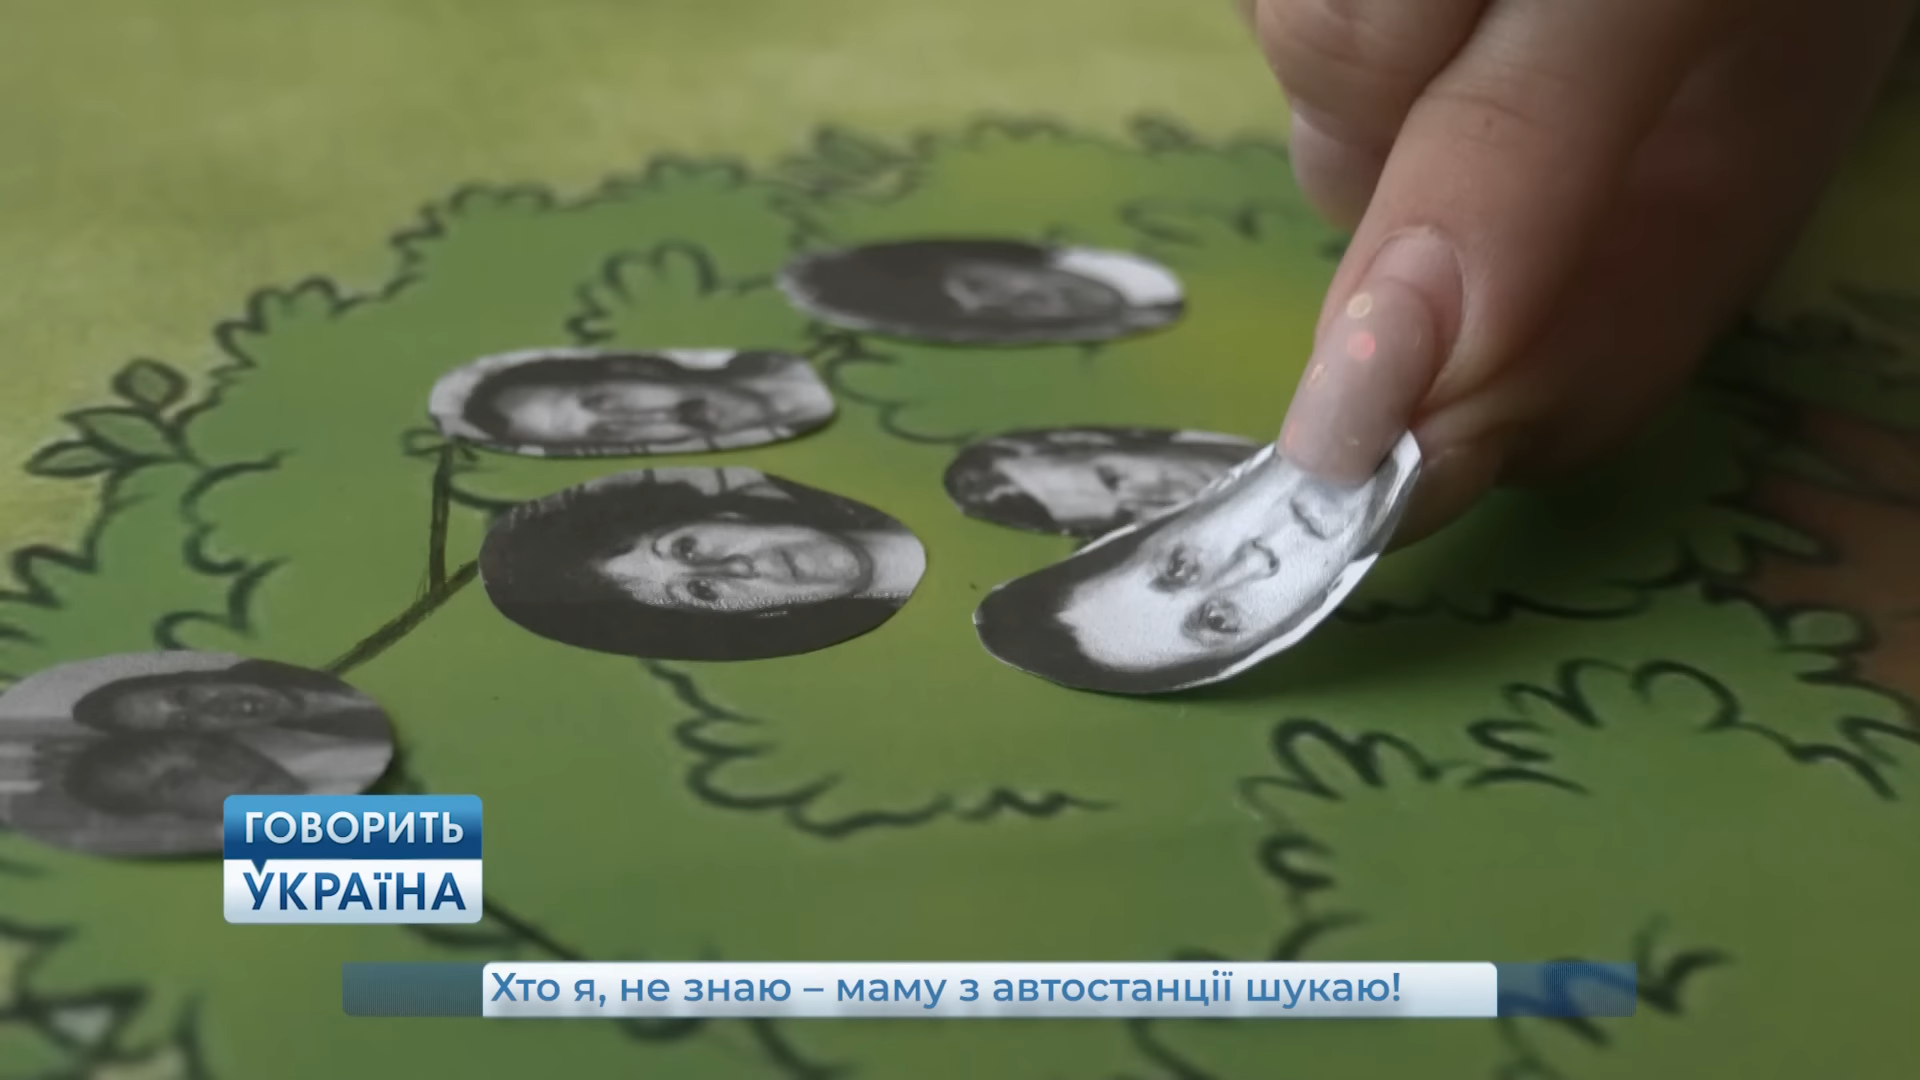 ГОВОРИТЬ
УКРАЇНА
Хто я, не знаю – маму з автостанції шукаю!